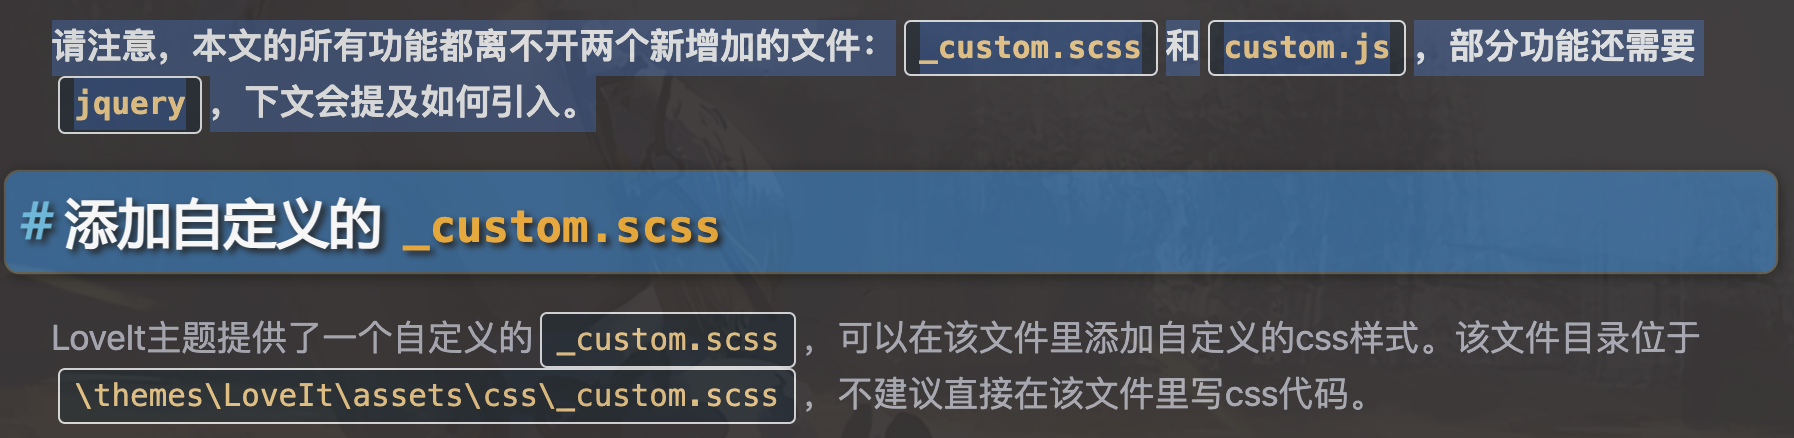 请注意，本文的所有功能都离不开两个新增加的文件： _custom.scss 和 custom.js ，部分功能还需要
jquery ，下文会提及如何引入。
# 添加自定义的 _custom.scss
LoveIt主题提供了一个自定义的 _custom.scss ，可以在该文件里添加自定义的css样式。该文件目录位于
\themes\LoveIt\assets\css\_custom.scss ，不建议直接在该文件里写css代码。